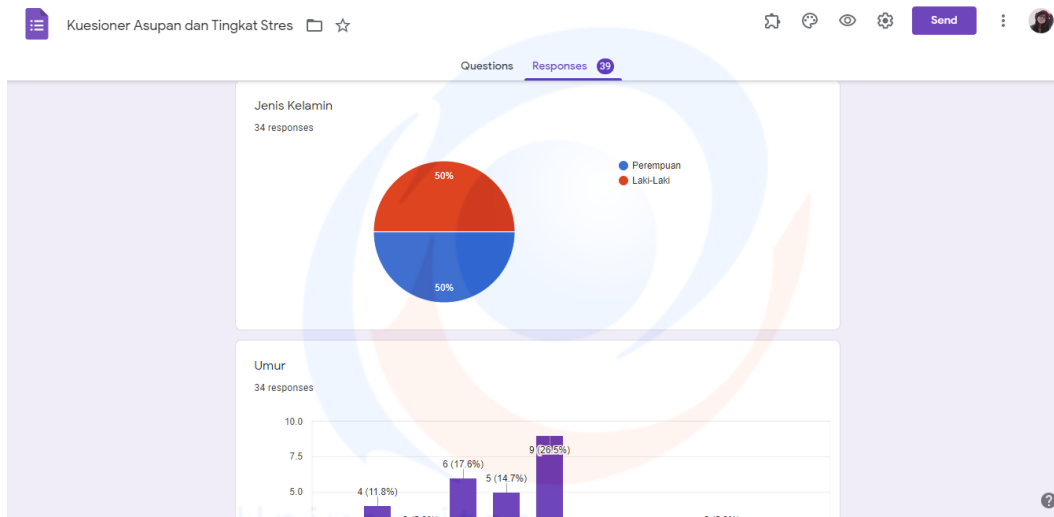 Kuesioner Asupan dan Tingkat Stres
Send
Questions Responses 39
Jenis Kelamin
34 responses
50%
50%
Perempuan
Laki-Laki
Umur
34 responses
10.0
7.5
5.0
4 (11.8%)
6 (17.6%)
5 (14.7%)
9 (26.5%)